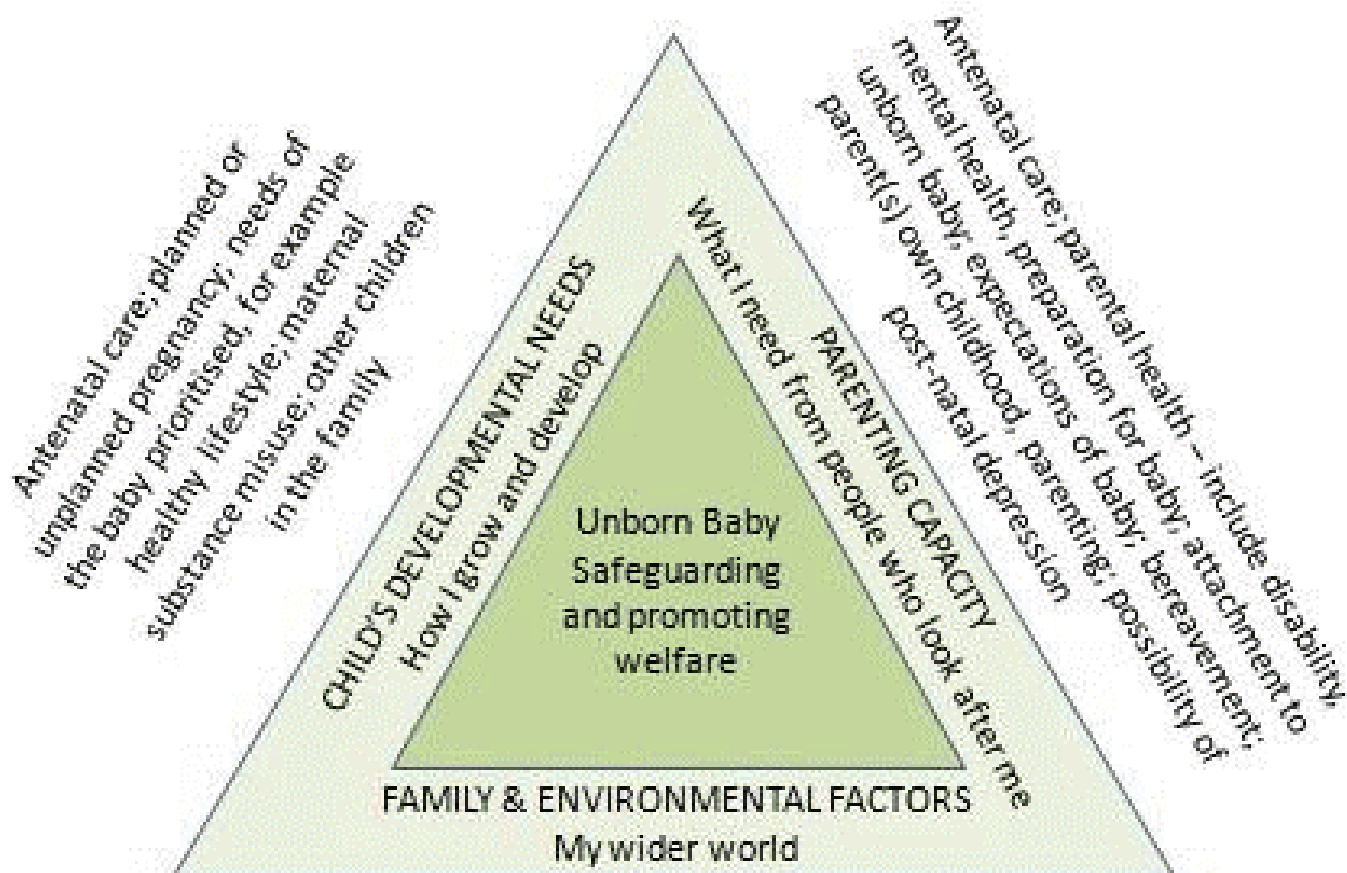 Antenatal care; planned or
unplanned pregnancy; needs of
the baby prioritised, for example
healthy lifestyle; maternal
substance misuse; other children
in the family
CHILD'S DEVELOPMENTAL NEEDS
How I grow and develop
Unborn Baby
Safeguarding
and promoting
welfare
PARENTING CAPACITY
What I need from people who look after me
Antenatal care; parental health – include disability,
mental health, preparation for baby; attachment to
unborn baby; expectations of baby; bereavement;
parent(s) own childhood, parenting; possibility of
post-natal depression
FAMILY & ENVIRONMENTAL FACTORS
My wider world